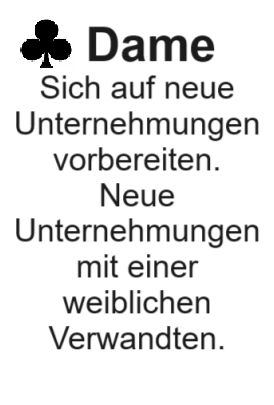 ♣ Dame
Sich auf neue
Unternehmungen
vorbereiten.
Neue
Unternehmungen
mit einer
weiblichen
Verwandten.